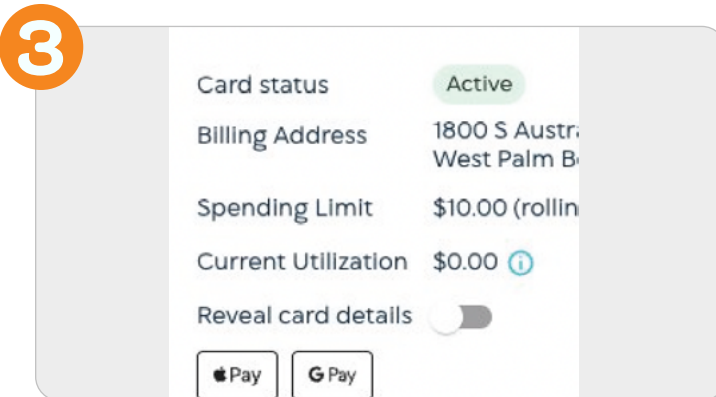 3
Card status Active
Billing Address 1800 S Austr
West Palm B
Spending Limit $10.00 (rollin
Current Utilization $0.00
Reveal card details
Pay G Pay